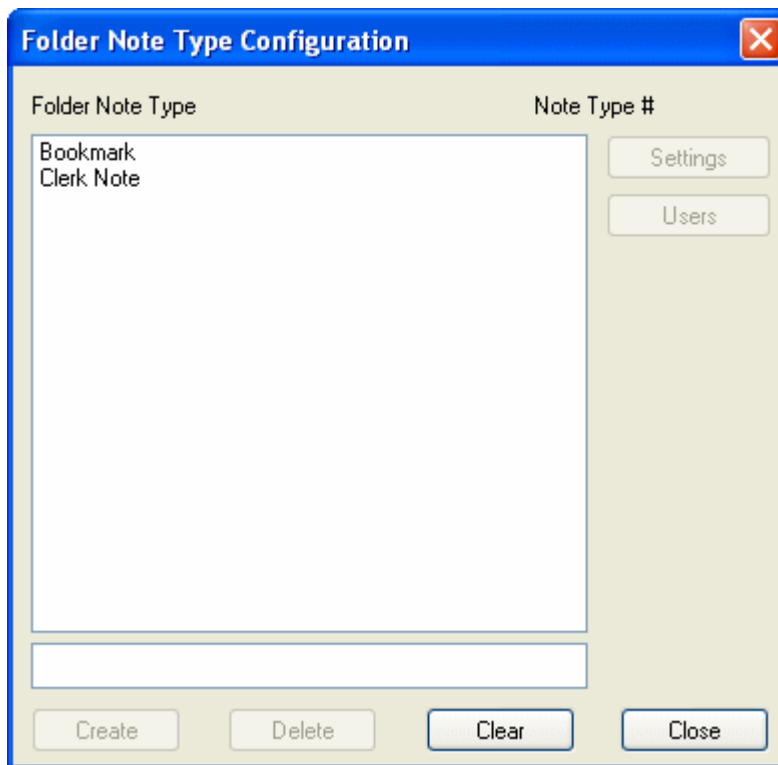 Folder Note Type Configuration
Folder Note Type Note Type #
Bookmark
Clerk Note
Settings
Users
Create Delete Clear Close